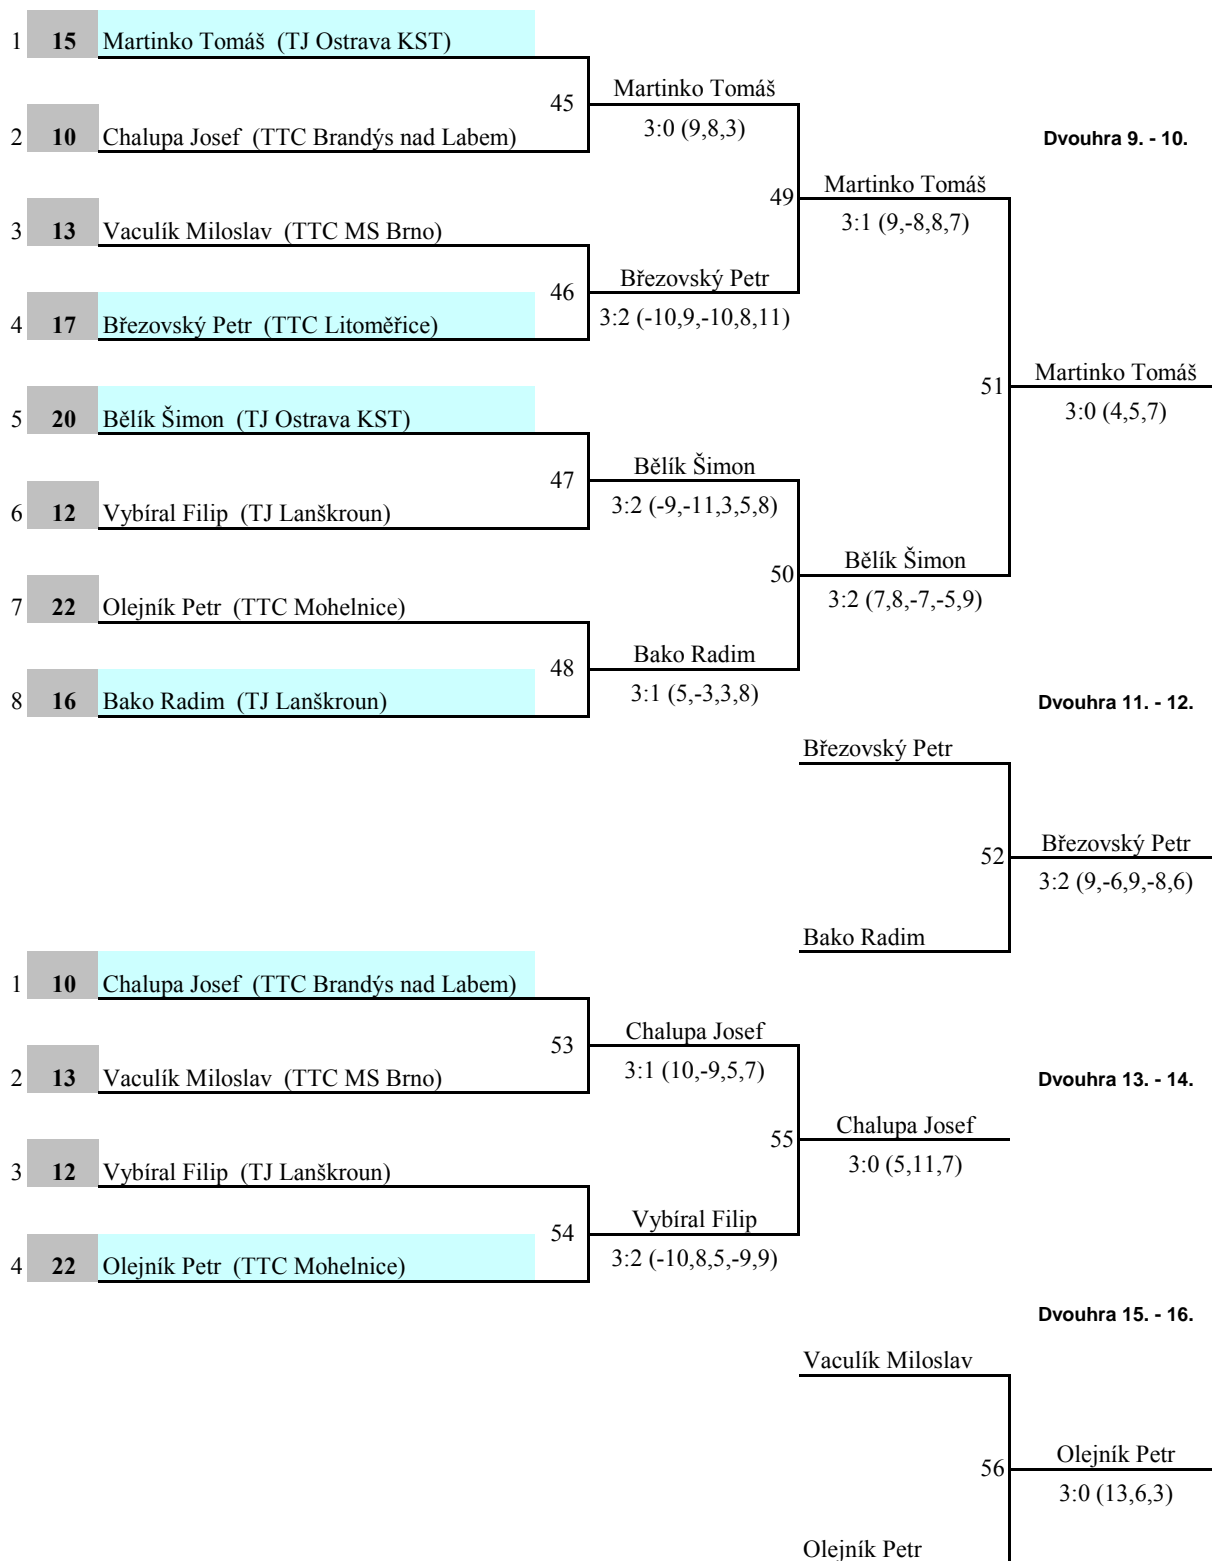 1 15 Martinko Tomáš (TJ Ostrava KST)
45 Martinko Tomáš
3:0 (9,8,3)
2 10 Chalupa Josef (TTC Brandýs nad Labem)
Dvouhra 9. - 10.
49 Martinko Tomáš
3:1 (9,-8,8,7)
3 13 Vaculík Miloslav (TTC MS Brno)
46 Březovský Petr
3:2 (-10,9,-10,8,11)
4 17 Březovský Petr (TTC Litoměřice)
51 Martinko Tomáš
3:0 (4,5,7)
5 20 Bělík Šimon (TJ Ostrava KST)
47 Bělík Šimon
3:2 (-9,-11,3,5,8)
6 12 Vybíral Filip (TJ Lanškroun)
50 Bělík Šimon
3:2 (7,8,-7,-5,9)
7 22 Olejník Petr (TTC Mohelnice)
48 Bako Radim
3:1 (5,-3,3,8)
8 16 Bako Radim (TJ Lanškroun)
Dvouhra 11. - 12.
Březovský Petr
52 Březovský Petr
3:2 (9,-6,9,-8,6)
Bako Radim
1 10 Chalupa Josef (TTC Brandýs nad Labem)
53 Chalupa Josef
3:1 (10,-9,5,7)
2 13 Vaculík Miloslav (TTC MS Brno)
Dvouhra 13. - 14.
55 Chalupa Josef
3:0 (5,11,7)
3 12 Vybíral Filip (TJ Lanškroun)
54 Vybíral Filip
3:2 (-10,8,5,-9,9)
4 22 Olejník Petr (TTC Mohelnice)
Dvouhra 15. - 16.
Vaculík Miloslav
56 Olejník Petr
3:0 (13,6,3)
Olejník Petr